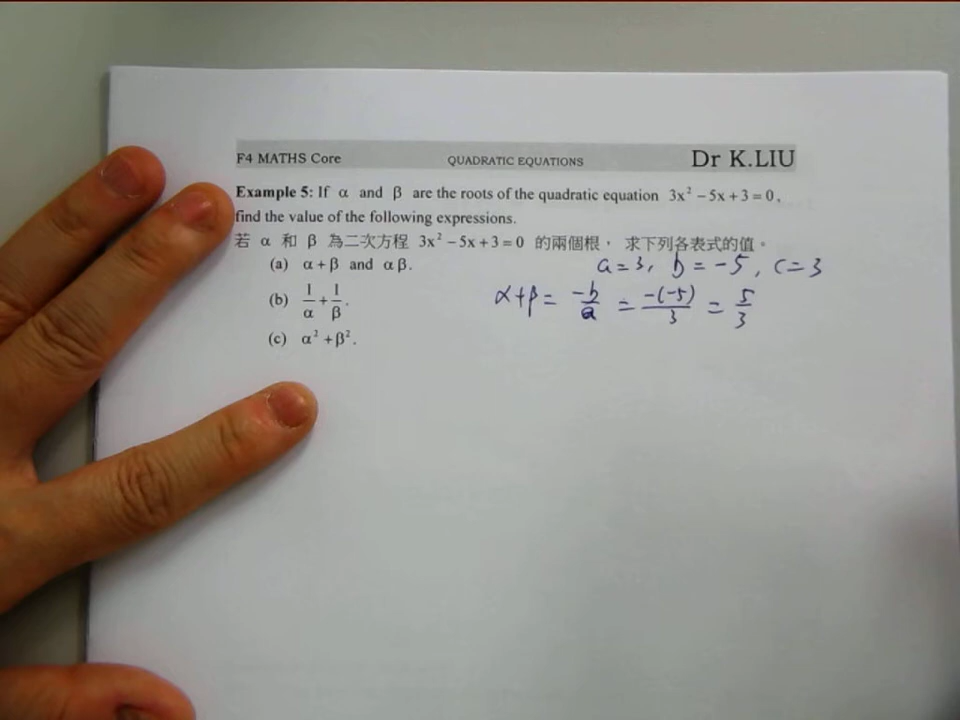 F4 MATHS Core QUADRATIC EQUATIONS Dr K.LIU
Example 5: If α and β are the roots of the quadratic equation 3x² − 5x + 3 = 0,
find the value of the following expressions.
若 α 和 β 為二次方程 3x² − 5x + 3 = 0 的兩個根， 求下列各表式的值。
(a) α + β and α β.
a = 3, b = −5, c = 3
(b) 1/α + 1/β.
α+β = −b/a = −(−5)/3 = 5/3
(c) α² + β².